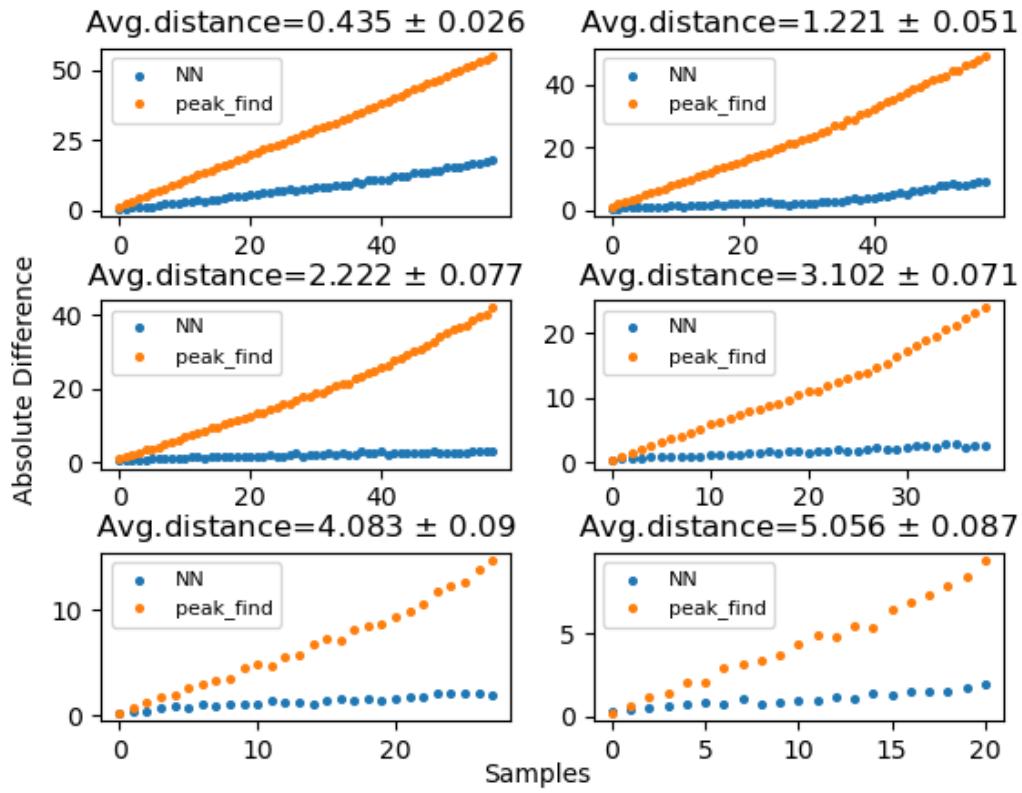 Avg.distance=0.435 ± 0.026
50
25
0
NN
peak_find
0 20 40
Avg.distance=1.221 ± 0.051
40
20
0
NN
peak_find
0 20 40
Absolute Difference
Avg.distance=2.222 ± 0.077
40
20
0
NN
peak_find
0 20 40
Avg.distance=3.102 ± 0.071
20
10
0
NN
peak_find
0 10 20 30
Avg.distance=4.083 ± 0.09
10
0
NN
peak_find
0 10 20
Avg.distance=5.056 ± 0.087
5
0
NN
peak_find
0 5 10 15 20
Samples